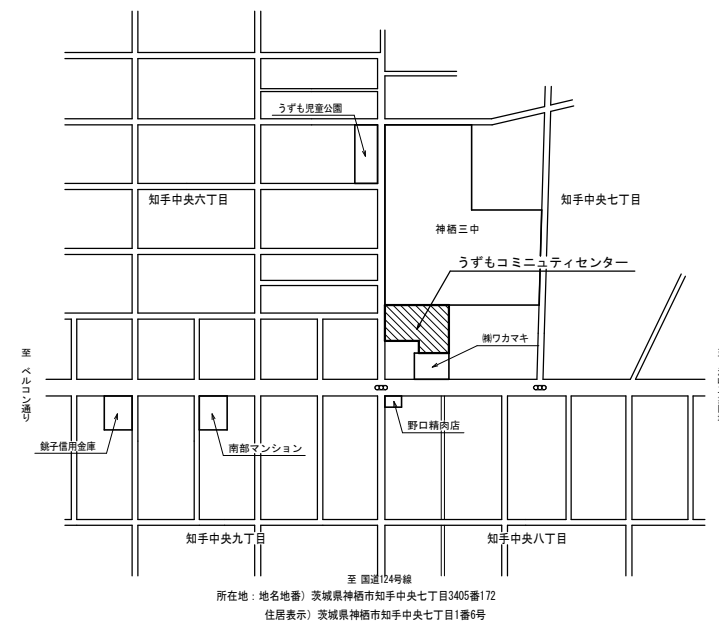 うずも児童公園
知手中央六丁目
知手中央七丁目
神栖三中
うずもコミニュティセンター
㈱ワカマキ
至 ベルコン通り
野口精肉店
銚子信用金庫
南部マンション
知手中央九丁目
知手中央八丁目
至 国道124号線
所在地：地名地番）茨城県神栖市知手中央七丁目3405番172
住居表示）茨城県神栖市知手中央七丁目1番6号